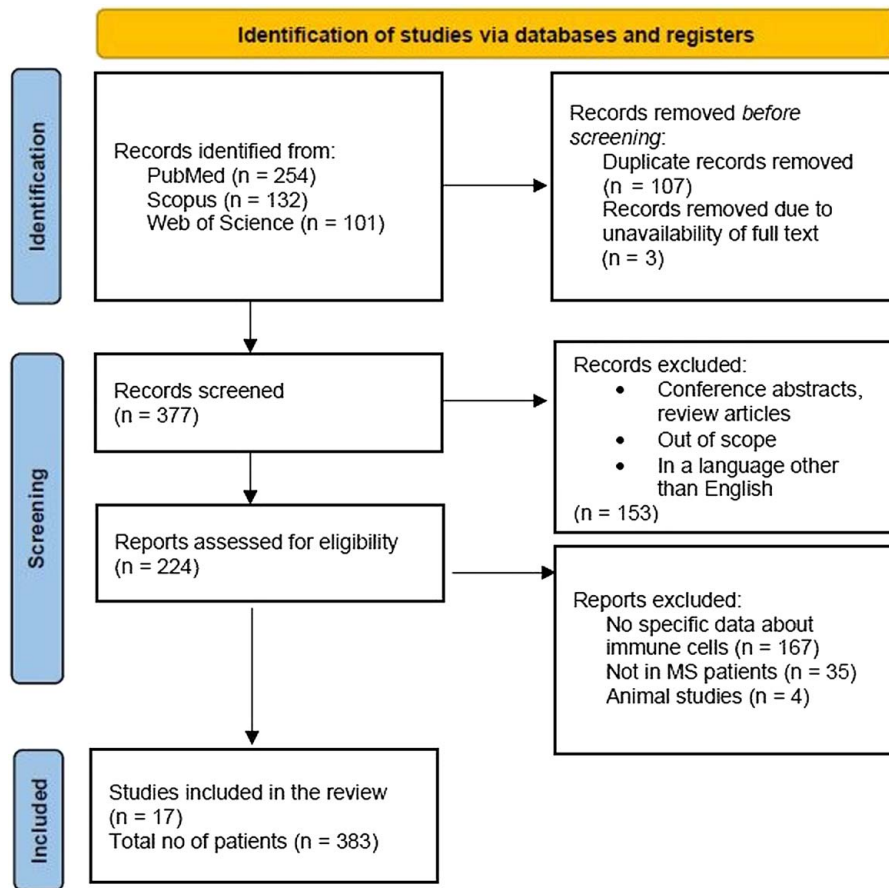 Identification of studies via databases and registers
Identification
Records identified from:
PubMed (n = 254)
Scopus (n = 132)
Web of Science (n = 101)
Records removed before
screening:
Duplicate records removed
(n = 107)
Records removed due to
unavailability of full text
(n = 3)
Screening
Records screened
(n = 377)
Records excluded:
• Conference abstracts,
review articles
• Out of scope
• In a language other
than English
(n = 153)
Reports assessed for eligibility
(n = 224)
Reports excluded:
No specific data about
immune cells (n = 167)
Not in MS patients (n = 35)
Animal studies (n = 4)
Included
Studies included in the review
(n = 17)
Total no of patients (n = 383)